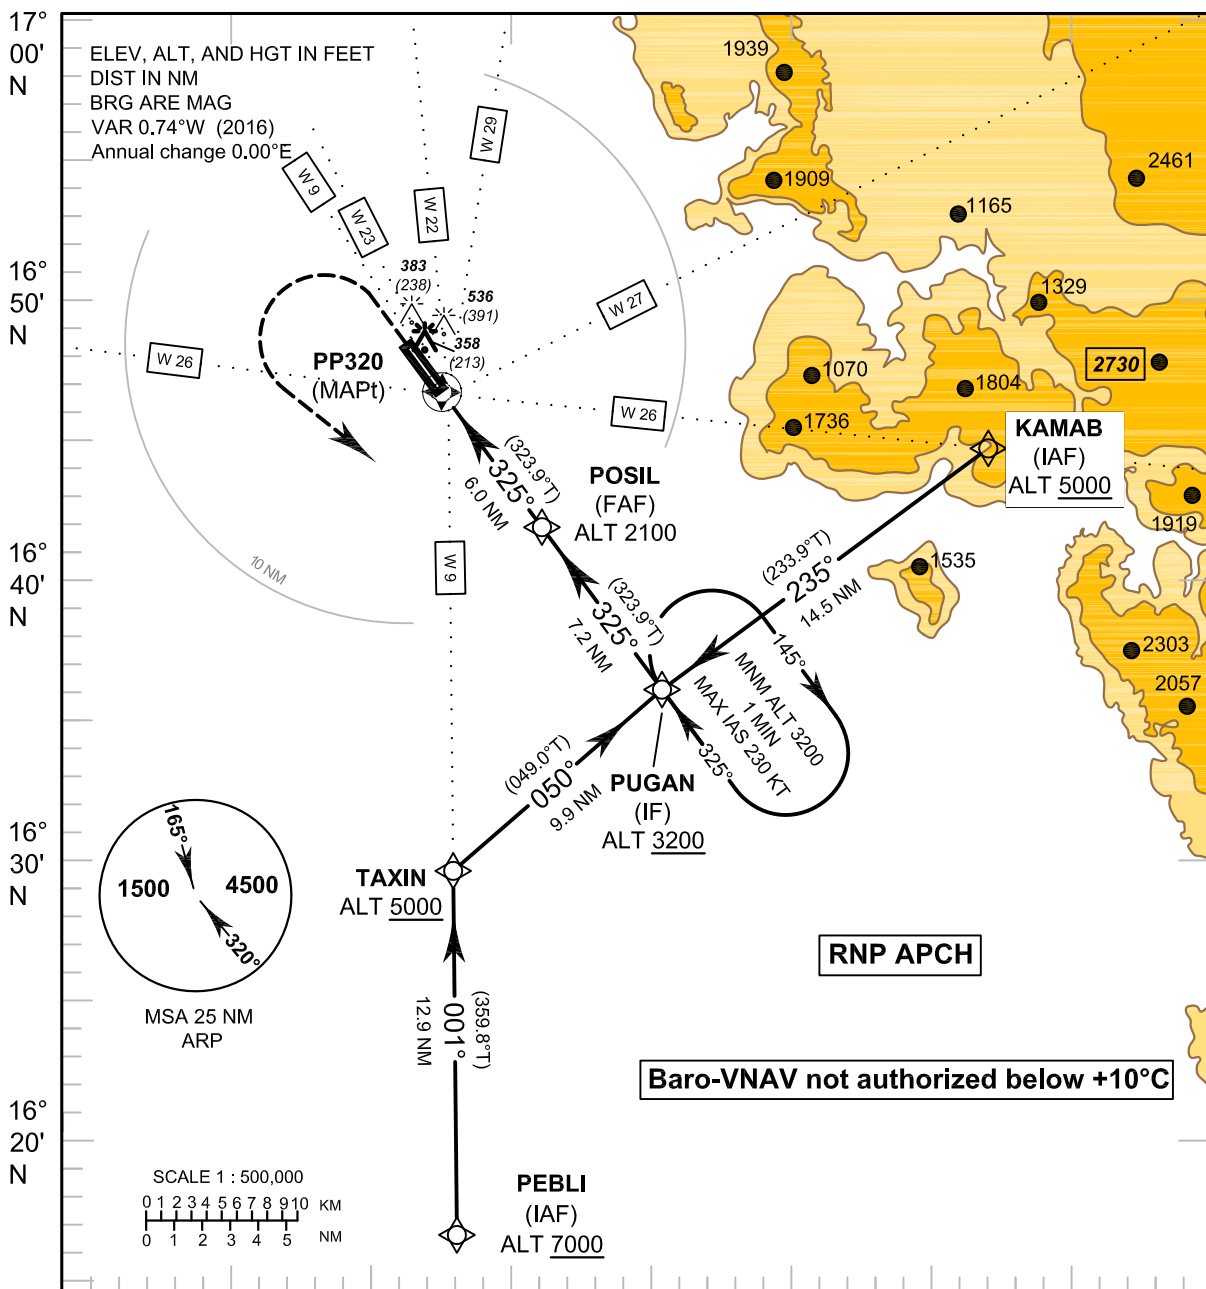 17°
00'
N
ELEV, ALT, AND HGT IN FEET
DIST IN NM
BRG ARE MAG
VAR 0.74°W (2016)
Annual change 0.00°E
W 9
W 23
W 22
W 29
1939
1909
2461
1165
16°
50'
N
383
(238)
536
(391)
358
(213)
W 27
1329
W 26
PP320
(MAPt)
1070
1804
2730
1736
W 26
KAMAB
(IAF)
ALT 5000
1919
(323.9°T)
325°
6.0 NM
POSIL
(FAF)
ALT 2100
16°
40'
N
10 NM
W 9
(323.9°T)
325°
7.2 NM
(233.9°T)
235°
14.5 NM
1535
2303
2057
145°
MNM ALT 3200
1 MIN
MAX IAS 230 KT
325°
(049.0°T)
050°
9.9 NM
PUGAN
(IF)
ALT 3200
16°
30'
N
165°
1500
4500
320°
MSA 25 NM
ARP
TAXIN
ALT 5000
RNP APCH
(359.8°T)
001°
12.9 NM
Baro-VNAV not authorized below +10°C
16°
20'
N
SCALE 1 : 500,000
0 1 2 3 4 5 6 7 8 9 10 KM
0 1 2 3 4 5 NM
PEBLI
(IAF)
ALT 7000